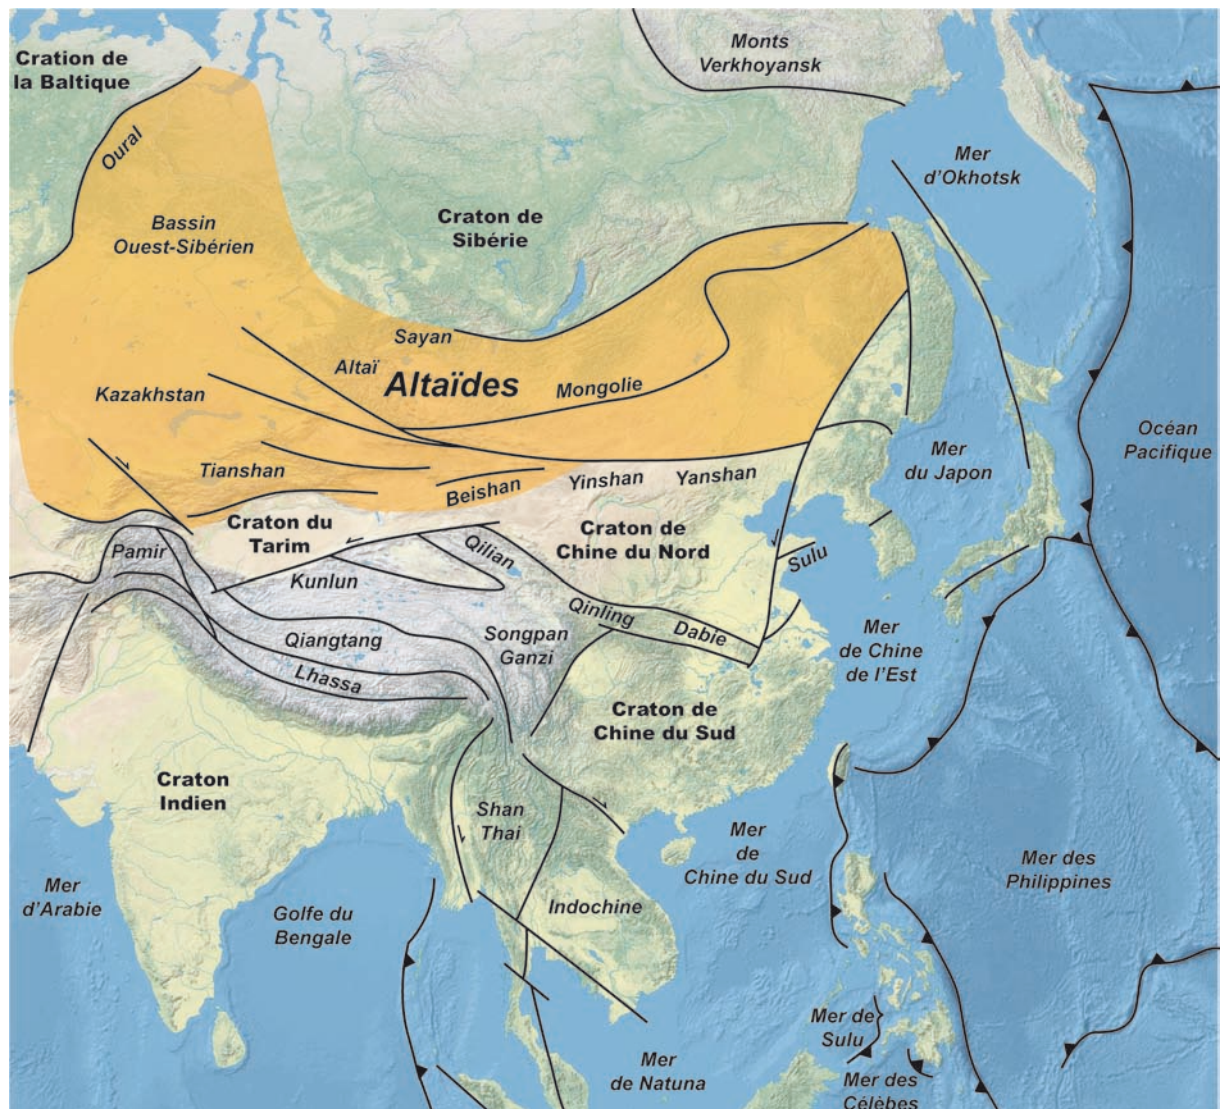 Cration de
la Baltique
Monts
Verkhoyansk
Oural
Mer
d'Okhotsk
Bassin
Ouest-Sibérien
Craton de
Sibérie
Sayan
Altaï
Altaïdes
Mongolie
Kazakhstan
Océan
Pacifique
Mer
du Japon
Tianshan
Beishan
Yinshan
Yanshan
Craton du
Tarim
Craton de
Chine du Nord
Pamir
Qilian
Kunlun
Sulu
Qinling
Dabie
Qiangtang
Songpan
Ganzi
Lhassa
Mer
de Chine
de l'Est
Craton de
Chine du Sud
Craton
Indien
Shan
Thai
Mer
de
Chine du Sud
Mer des
Philippines
Mer
d'Arabie
Golfe du
Bengale
Indochine
Mer de
Sulu
Mer
de Natuna
Mer des
Célèbes